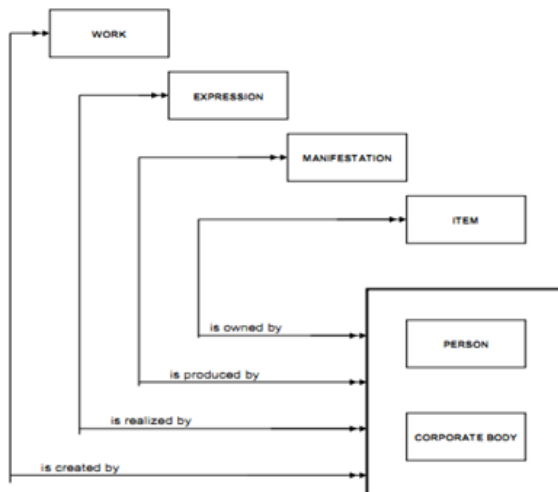 WORK
EXPRESSION
MANIFESTATION
ITEM
is owned by
PERSON
is produced by
is realized by
CORPORATE BODY
is created by